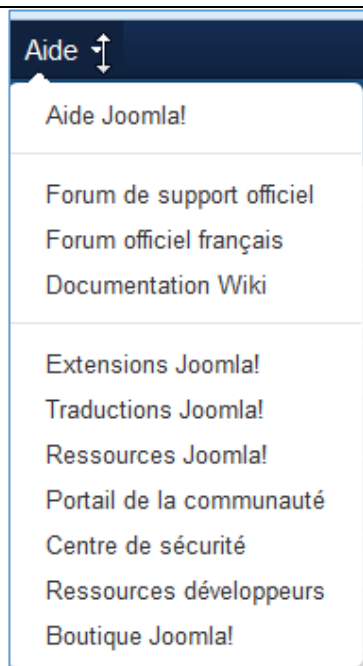 Aide
Aide Joomla!
Forum de support officiel
Forum officiel français
Documentation Wiki
Extensions Joomla!
Traductions Joomla!
Ressources Joomla!
Portail de la communauté
Centre de sécurité
Ressources développeurs
Boutique Joomla!